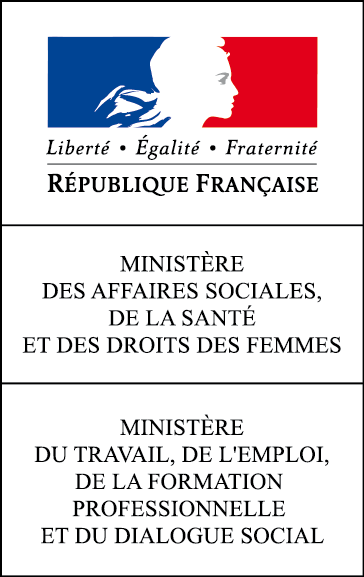 Liberté • Égalité • Fraternité
RÉPUBLIQUE FRANÇAISE
MINISTÈRE
DES AFFAIRES SOCIALES,
DE LA SANTÉ
ET DES DROITS DES FEMMES
MINISTÈRE
DU TRAVAIL, DE L'EMPLOI,
DE LA FORMATION
PROFESSIONNELLE
ET DU DIALOGUE SOCIAL